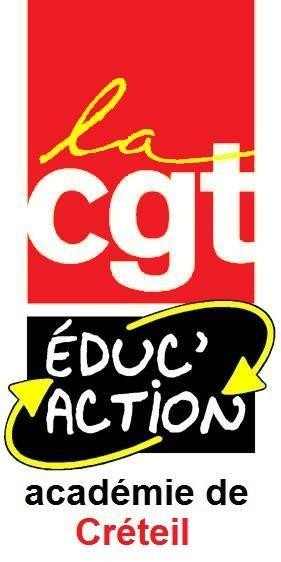 la
cgt
ÉDUC'
ACTION
académie de
Créteil